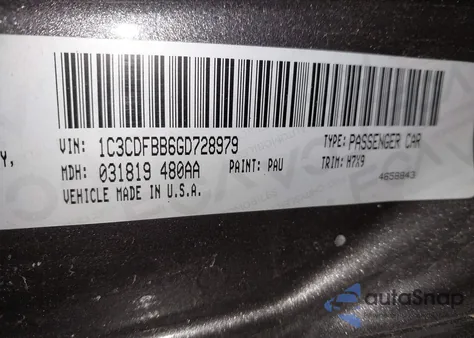 VIN: 1C3CDFBB6GD728979 TYPE: PASSENGER CAR
Y, MDH: 031819 480AA PAINT: PAU TRIM: H7X9
VEHICLE MADE IN U.S.A. 4658843
autoSnap